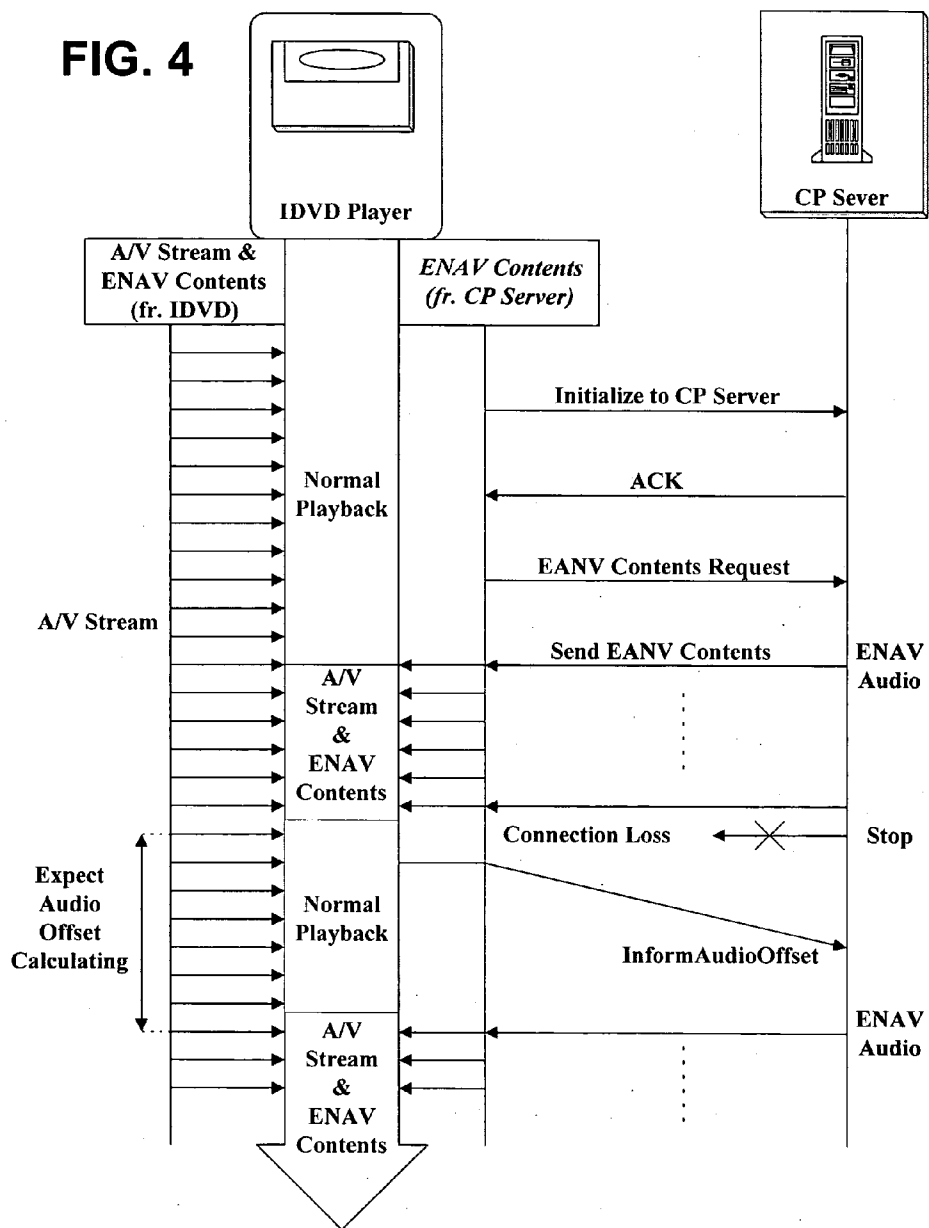 FIG. 4
IDVD Player
CP Sever
A/V Stream &
ENAV Contents
(fr. IDVD)
ENAV Contents
(fr. CP Server)
Initialize to CP Server
Normal
Playback
ACK
EANV Contents Request
A/V Stream
Send EANV Contents
ENAV
Audio
A/V
Stream
&
ENAV
Contents
Connection Loss
Stop
Expect
Audio
Offset
Calculating
Normal
Playback
InformAudioOffset
ENAV
Audio
A/V
Stream
&
ENAV
Contents